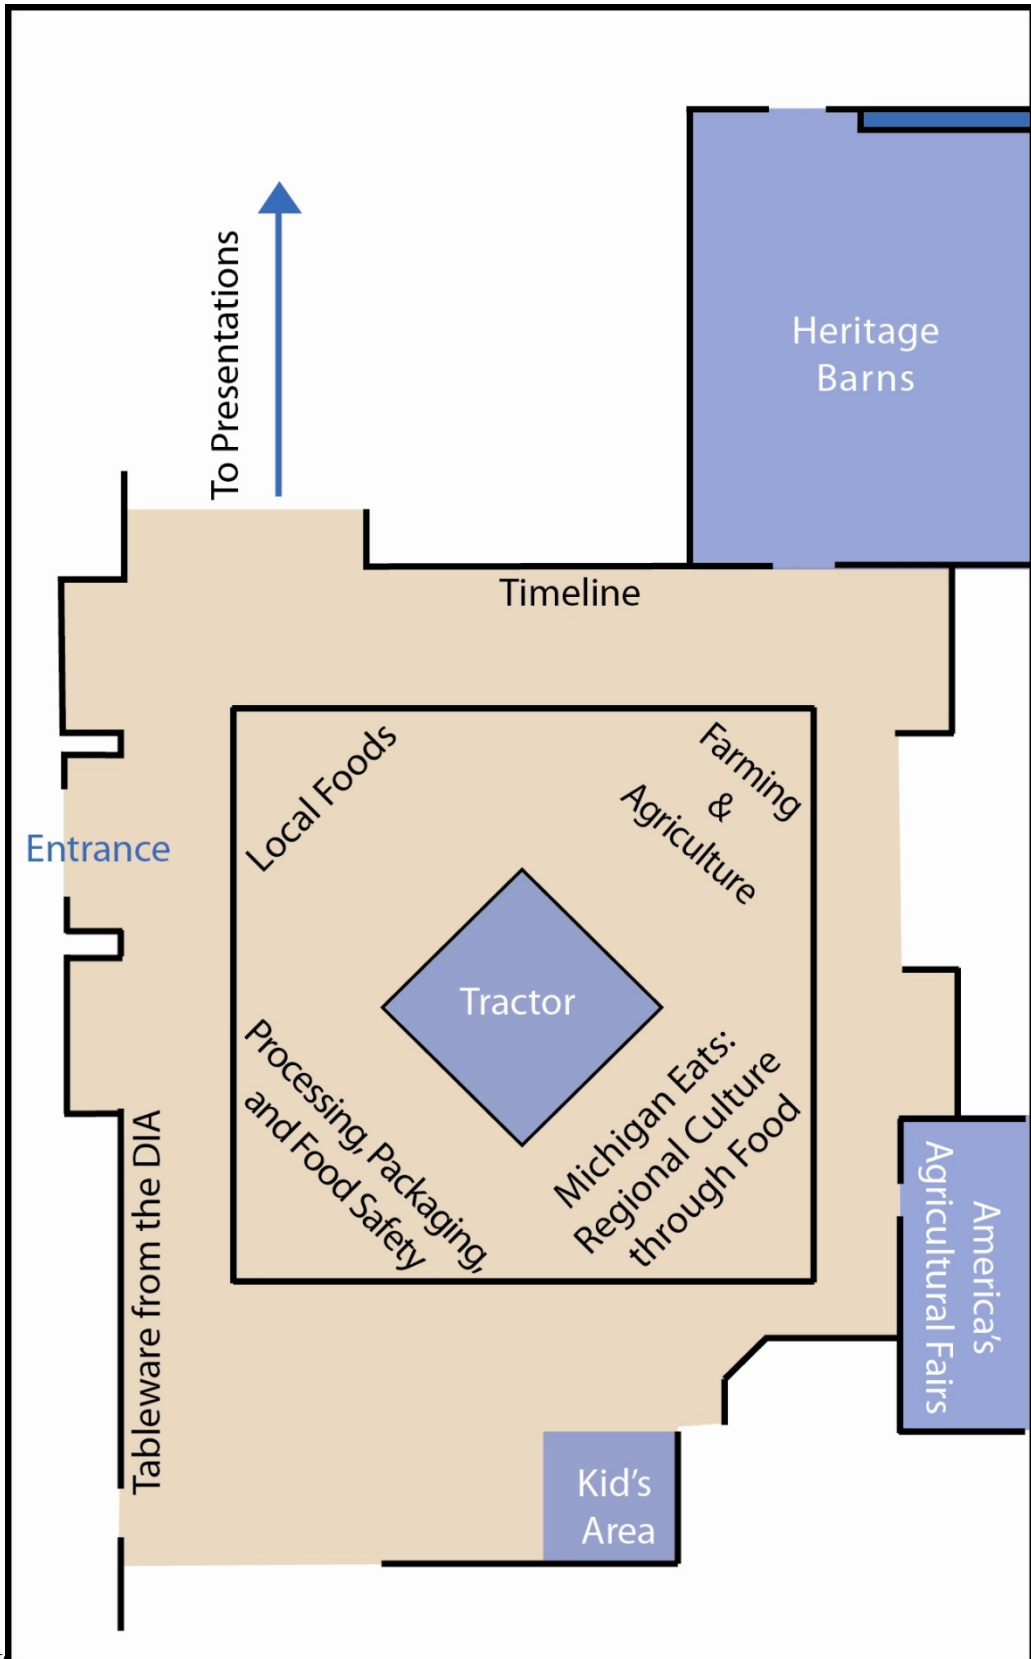 Heritage
Barns
To Presentations
Timeline
Local Foods
Farming
&
Agriculture
Entrance
Tractor
Processing, Packaging,
and Food Safety
Michigan Eats:
Regional Culture
through Food
Tableware from the DIA
America's
Agricultural Fairs
Kid's
Area